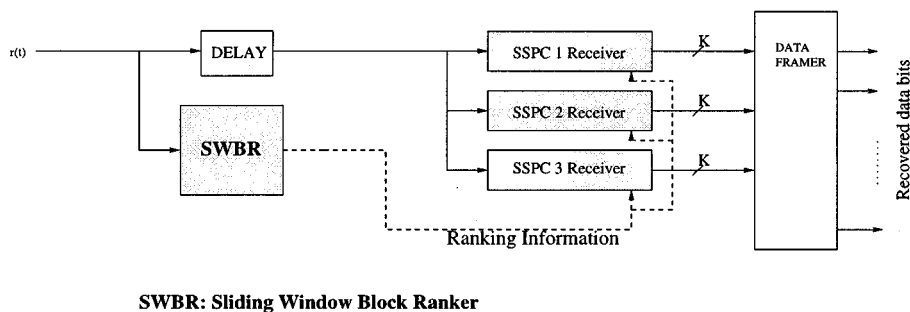 r(t)
DELAY
SWBR
SSPC 1 Receiver
SSPC 2 Receiver
SSPC 3 Receiver
K
K
K
DATA
FRAMER
Recovered data bits
Ranking Information
SWBR: Sliding Window Block Ranker